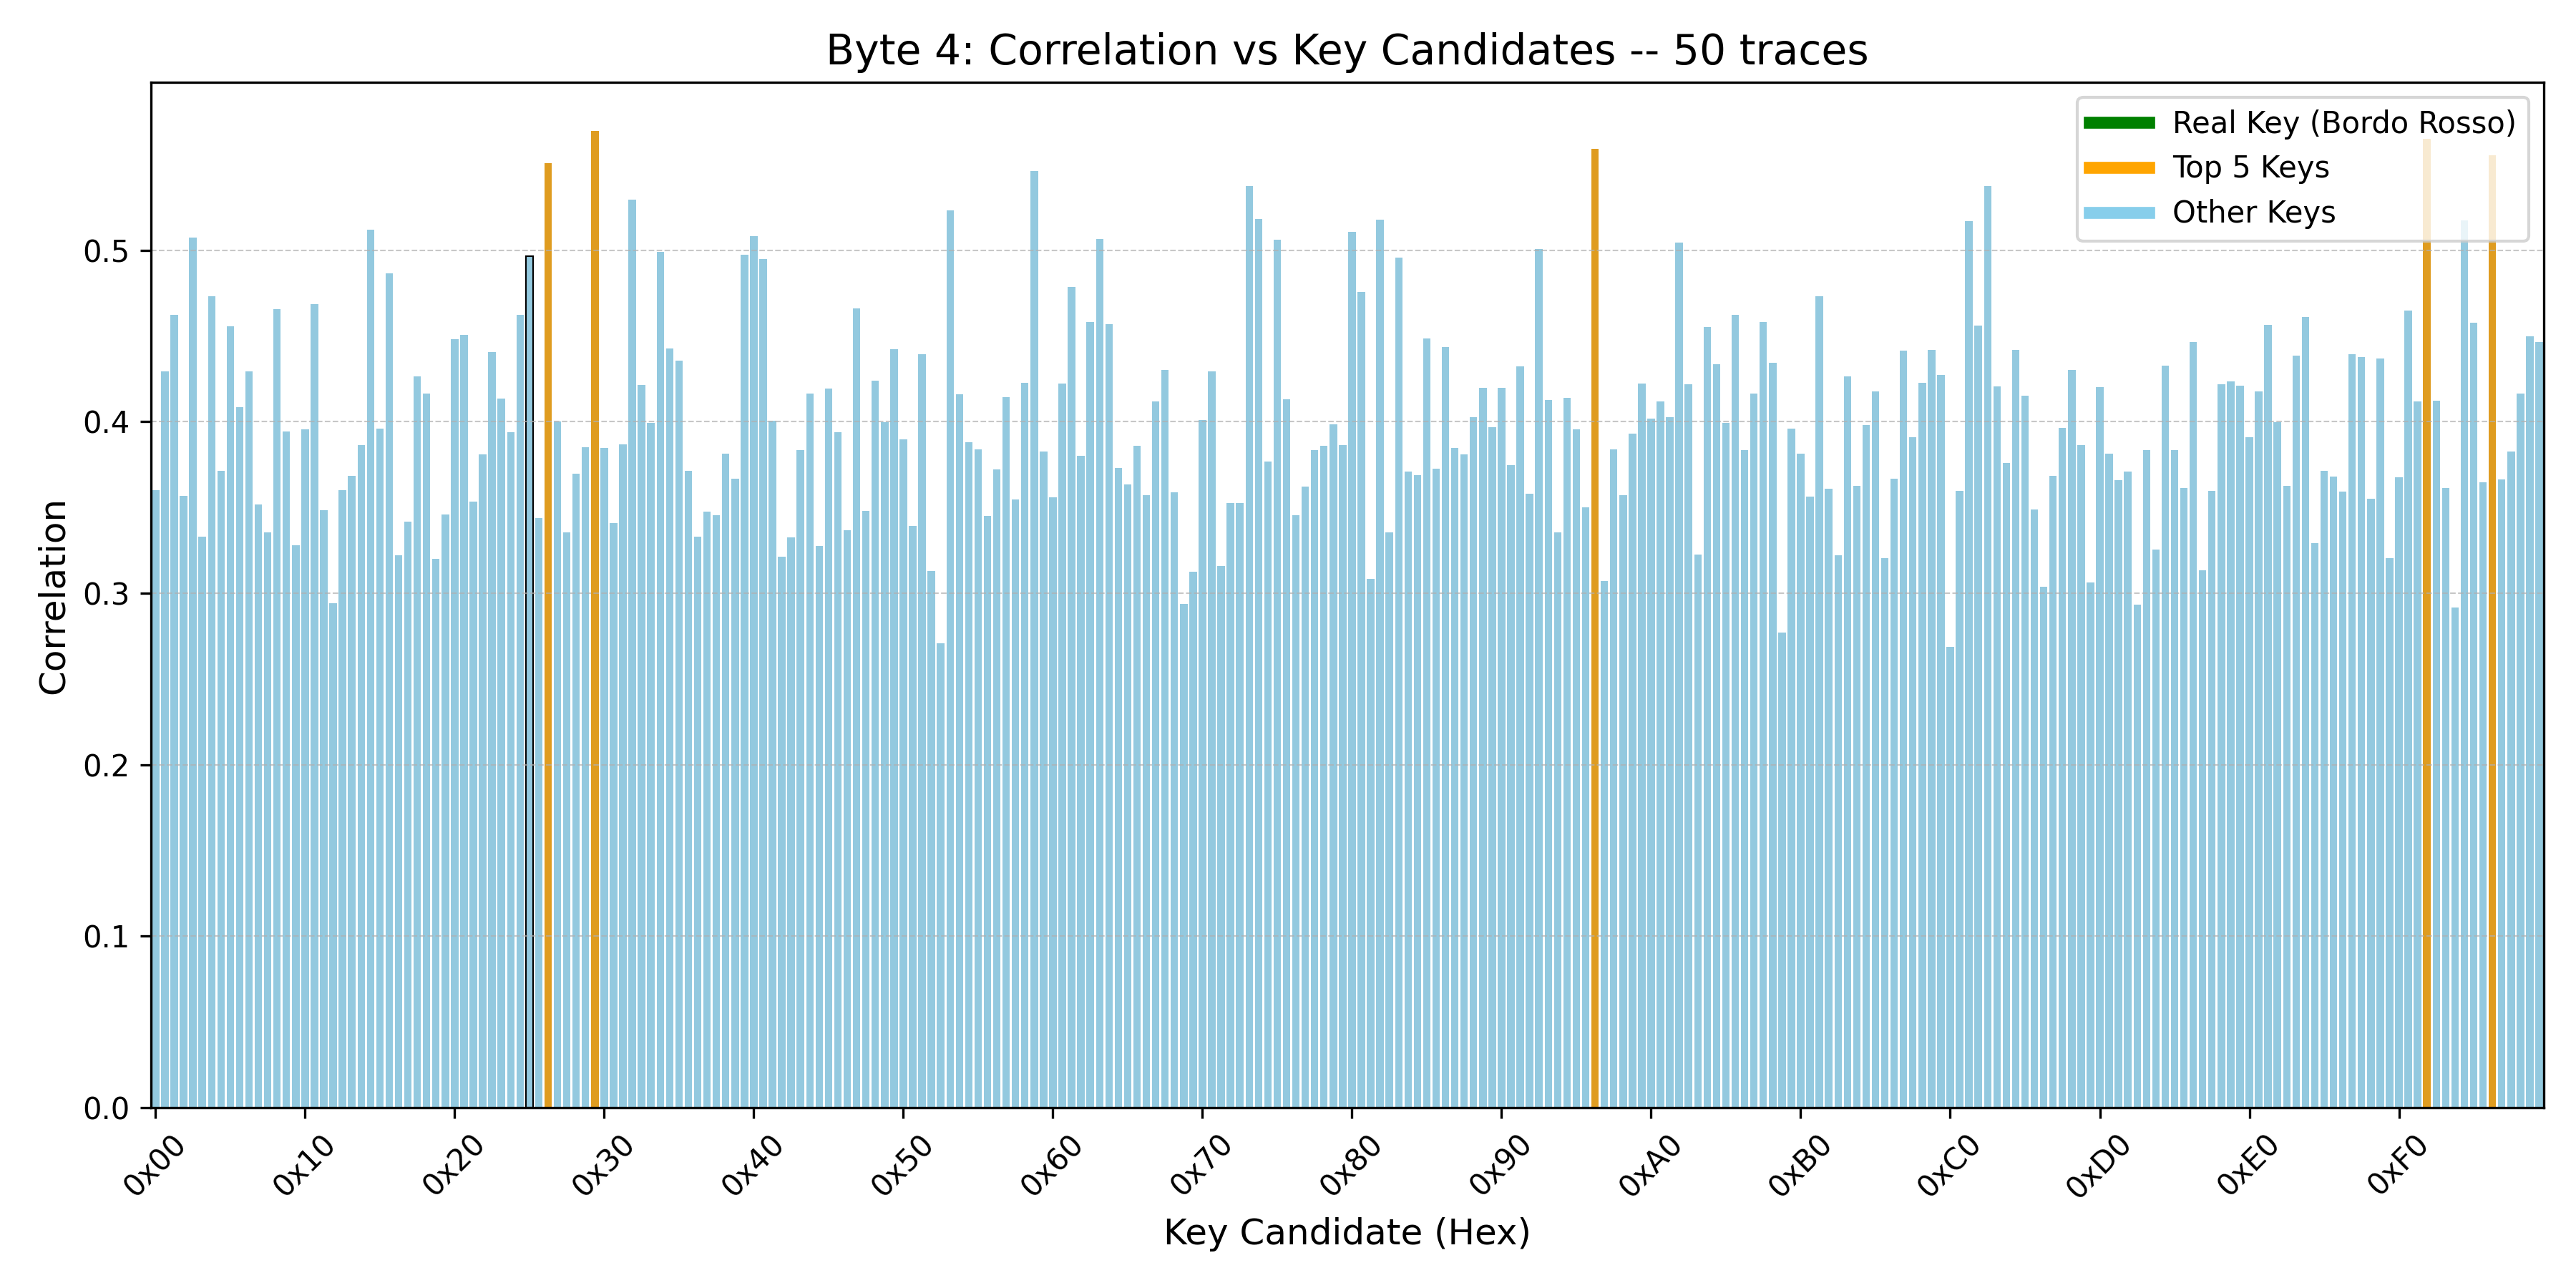 Byte 4: Correlation vs Key Candidates -- 50 traces
Real Key (Bordo Rosso)
Top 5 Keys
Other Keys
Correlation
0.5
0.4
0.3
0.2
0.1
0.0
0x00 0x10 0x20 0x30 0x40 0x50 0x60 0x70 0x80 0x90 0xA0 0xB0 0xC0 0xD0 0xE0 0xF0
Key Candidate (Hex)